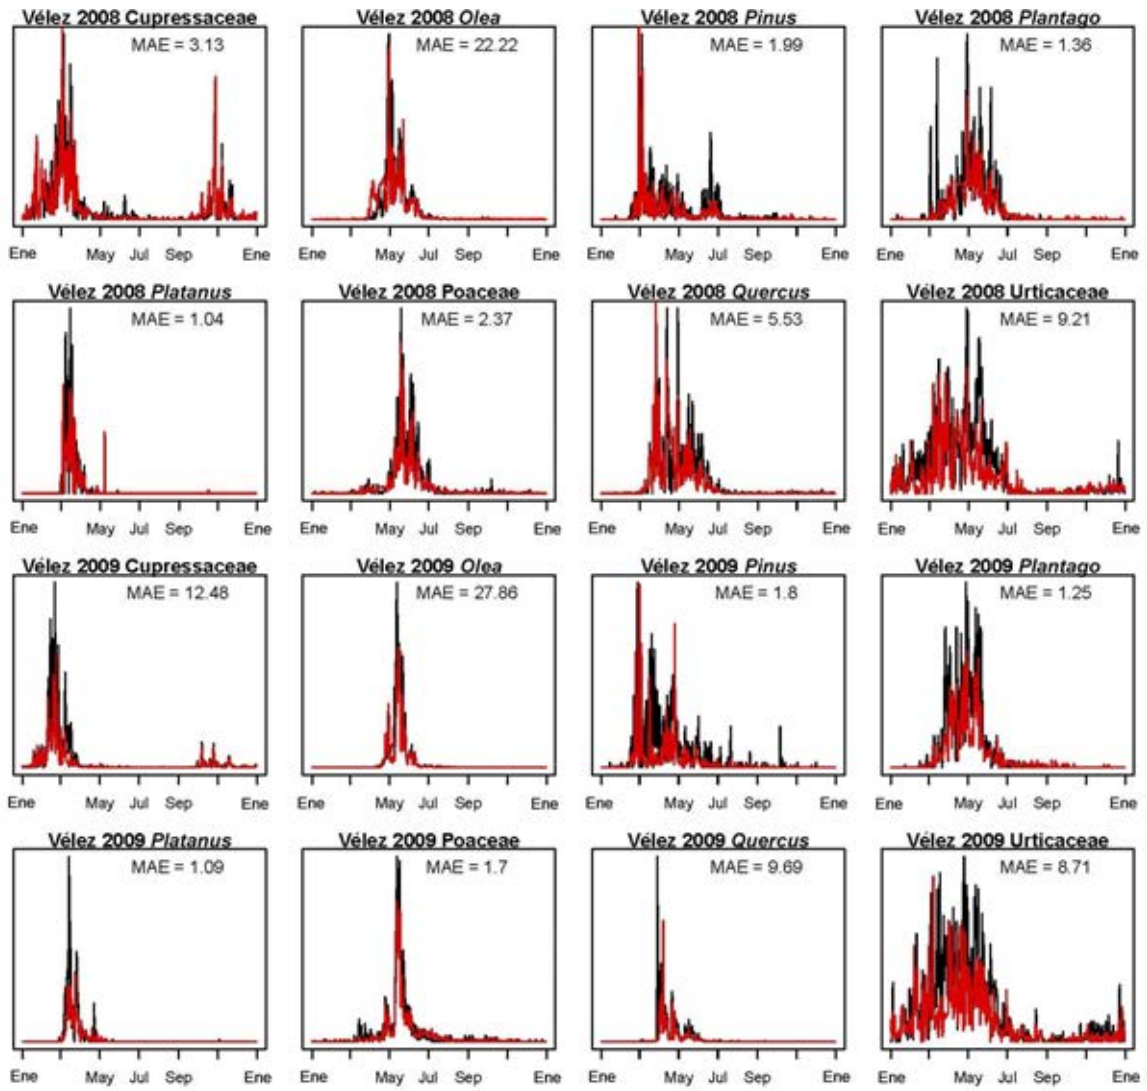 Vélez 2008 Cupressaceae
MAE = 3.13
Ene May Jul Sep Ene
Vélez 2008 Olea
MAE = 22.22
Ene May Jul Sep Ene
Vélez 2008 Pinus
MAE = 1.99
Ene May Jul Sep Ene
Vélez 2008 Plantago
MAE = 1.36
Ene May Jul Sep Ene
Vélez 2008 Platanus
MAE = 1.04
Ene May Jul Sep Ene
Vélez 2008 Poaceae
MAE = 2.37
Ene May Jul Sep Ene
Vélez 2008 Quercus
MAE = 5.53
Ene May Jul Sep Ene
Vélez 2008 Urticaceae
MAE = 9.21
Ene May Jul Sep Ene
Vélez 2009 Cupressaceae
MAE = 12.48
Ene May Jul Sep Ene
Vélez 2009 Olea
MAE = 27.86
Ene May Jul Sep Ene
Vélez 2009 Pinus
MAE = 1.8
Ene May Jul Sep Ene
Vélez 2009 Plantago
MAE = 1.25
Ene May Jul Sep Ene
Vélez 2009 Platanus
MAE = 1.09
Ene May Jul Sep Ene
Vélez 2009 Poaceae
MAE = 1.7
Ene May Jul Sep Ene
Vélez 2009 Quercus
MAE = 9.69
Ene May Jul Sep Ene
Vélez 2009 Urticaceae
MAE = 8.71
Ene May Jul Sep Ene